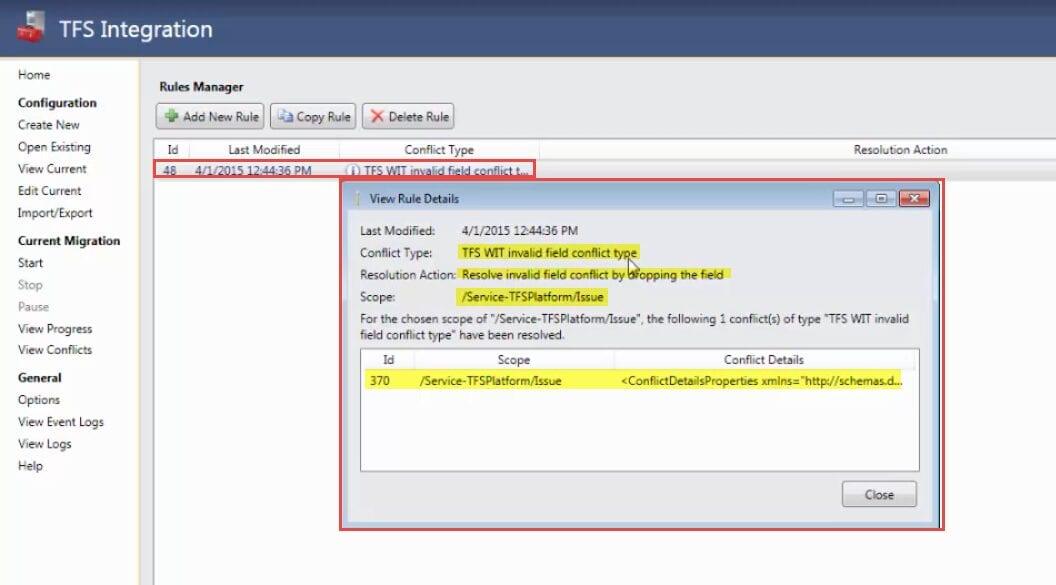 TFS Integration
Home
Configuration
Create New
Open Existing
View Current
Edit Current
Import/Export
Current Migration
Start
Stop
Pause
View Progress
View Conflicts
General
Options
View Event Logs
View Logs
Help
Rules Manager
Add New Rule Copy Rule Delete Rule
Id Last Modified Conflict Type Resolution Action
48 4/1/2015 12:44:36 PM TFS WIT invalid field conflict t...
View Rule Details
Last Modified: 4/1/2015 12:44:36 PM
Conflict Type: TFS WIT invalid field conflict type
Resolution Action: Resolve invalid field conflict by dropping the field
Scope: /Service-TFSPlatform/Issue
For the chosen scope of "/Service-TFSPlatform/Issue", the following 1 conflict(s) of type "TFS WIT invalid
field conflict type" have been resolved.
Id Scope Conflict Details
370 /Service-TFSPlatform/Issue <ConflictDetailsProperties xmlns="http://schemas.d...
Close